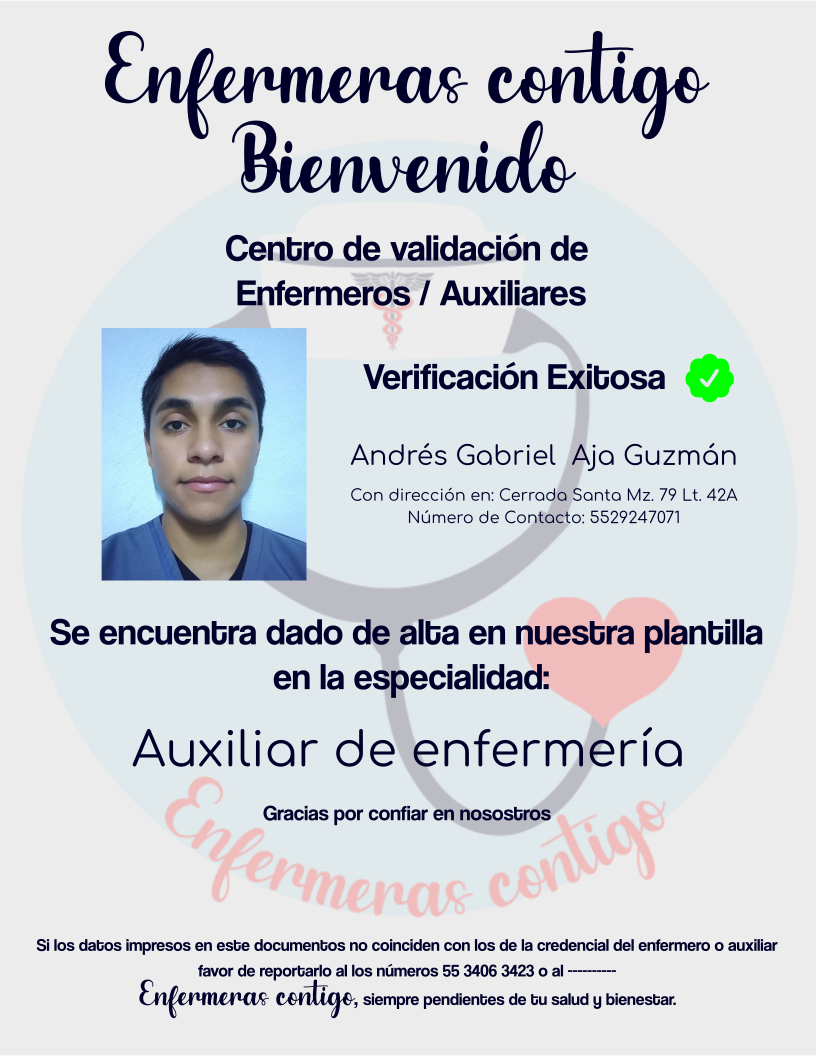 Enfermeras contigo
Bienvenido
Centro de validación de
Enfermeros / Auxiliares
Verificación Exitosa
Andrés Gabriel Aja Guzmán
Con dirección en: Cerrada Santa Mz. 79 Lt. 42A
Número de Contacto: 5529247071
Se encuentra dado de alta en nuestra plantilla
en la especialidad:
Auxiliar de enfermería
Gracias por confiar en nosostros
Enfermeras contigo
Si los datos impresos en este documentos no coinciden con los de la credencial del enfermero o auxiliar
favor de reportarlo al los números 55 3406 3423 o al ----------
Enfermeras contigo, siempre pendientes de tu salud y bienestar.